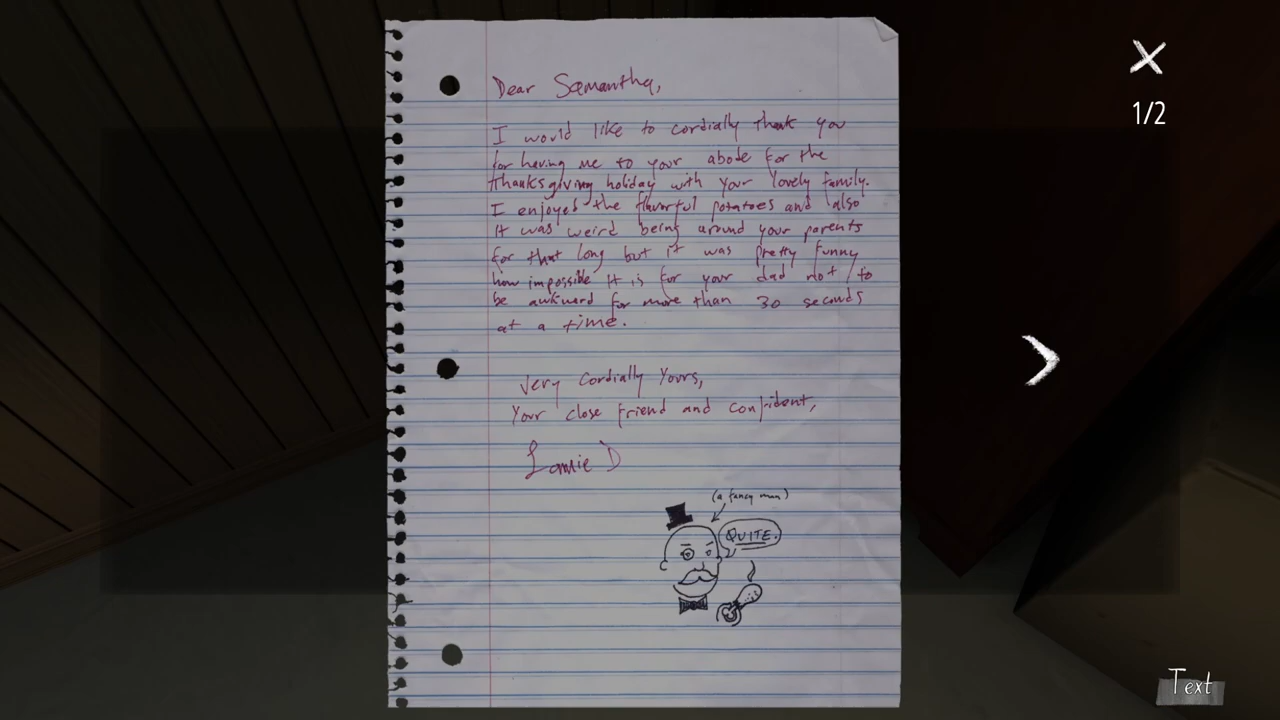 1/2
Dear Samantha,
I would like to cordially thank you
for having me to your abode for the
thanksgiving holiday with your lovely family.
I enjoyed the flavorful potatoes and also
it was weird being around your parents
for that long but it was pretty funny
how impossible it is for your dad not to
be awkward for more than 30 seconds
at a time.
Very Cordially Yours,
Your close friend and confident,
Lonnie D
(a fancy man)
QUITE.
Text